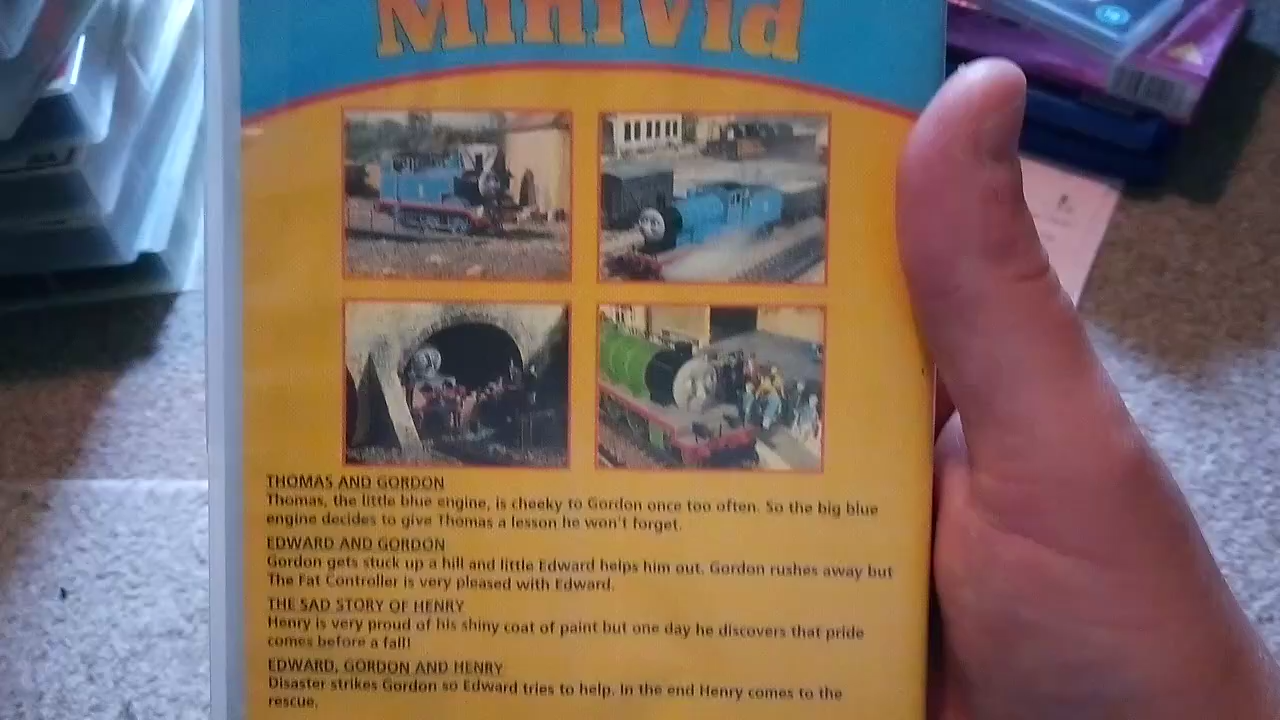 MiniVid
THOMAS AND GORDON
Thomas, the little blue engine, is cheeky to Gordon once too often. So the big blue
engine decides to give Thomas a lesson he won't forget.
EDWARD AND GORDON
Gordon gets stuck up a hill and little Edward helps him out. Gordon rushes away but
The Fat Controller is very pleased with Edward.
THE SAD STORY OF HENRY
Henry is very proud of his shiny coat of paint but one day he discovers that pride
comes before a fall!
EDWARD, GORDON AND HENRY
Disaster strikes Gordon so Edward tries to help. In the end Henry comes to the
rescue.